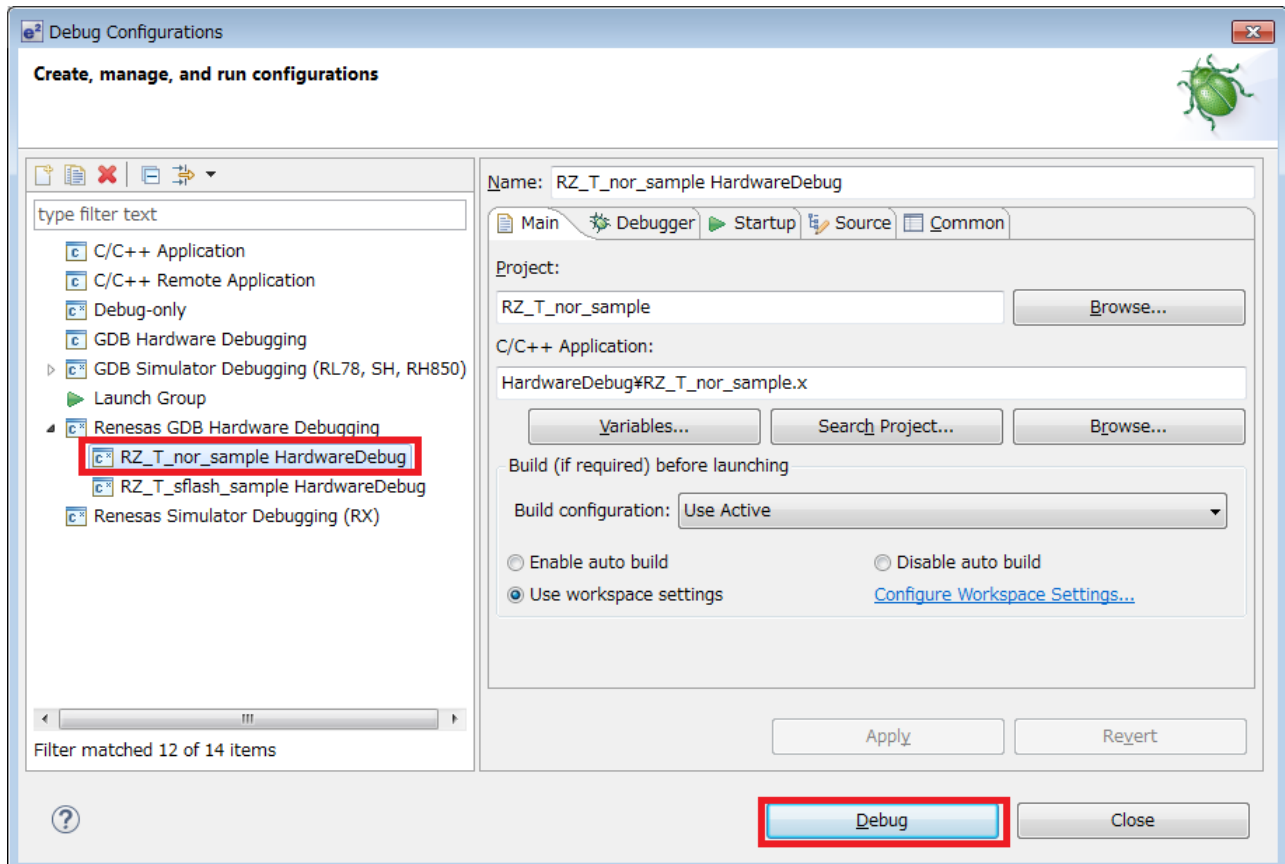 e² Debug Configurations
Create, manage, and run configurations
type filter text
C/C++ Application
C/C++ Remote Application
Debug-only
GDB Hardware Debugging
GDB Simulator Debugging (RL78, SH, RH850)
Launch Group
Renesas GDB Hardware Debugging
RZ_T_nor_sample HardwareDebug
RZ_T_sflash_sample HardwareDebug
Renesas Simulator Debugging (RX)
Filter matched 12 of 14 items
Name: RZ_T_nor_sample HardwareDebug
Main Debugger Startup Source Common
Project:
RZ_T_nor_sample Browse...
C/C++ Application:
HardwareDebug¥RZ_T_nor_sample.x
Variables... Search Project... Browse...
Build (if required) before launching
Build configuration: Use Active
Enable auto build Disable auto build
Use workspace settings Configure Workspace Settings...
Apply Revert
? Debug Close